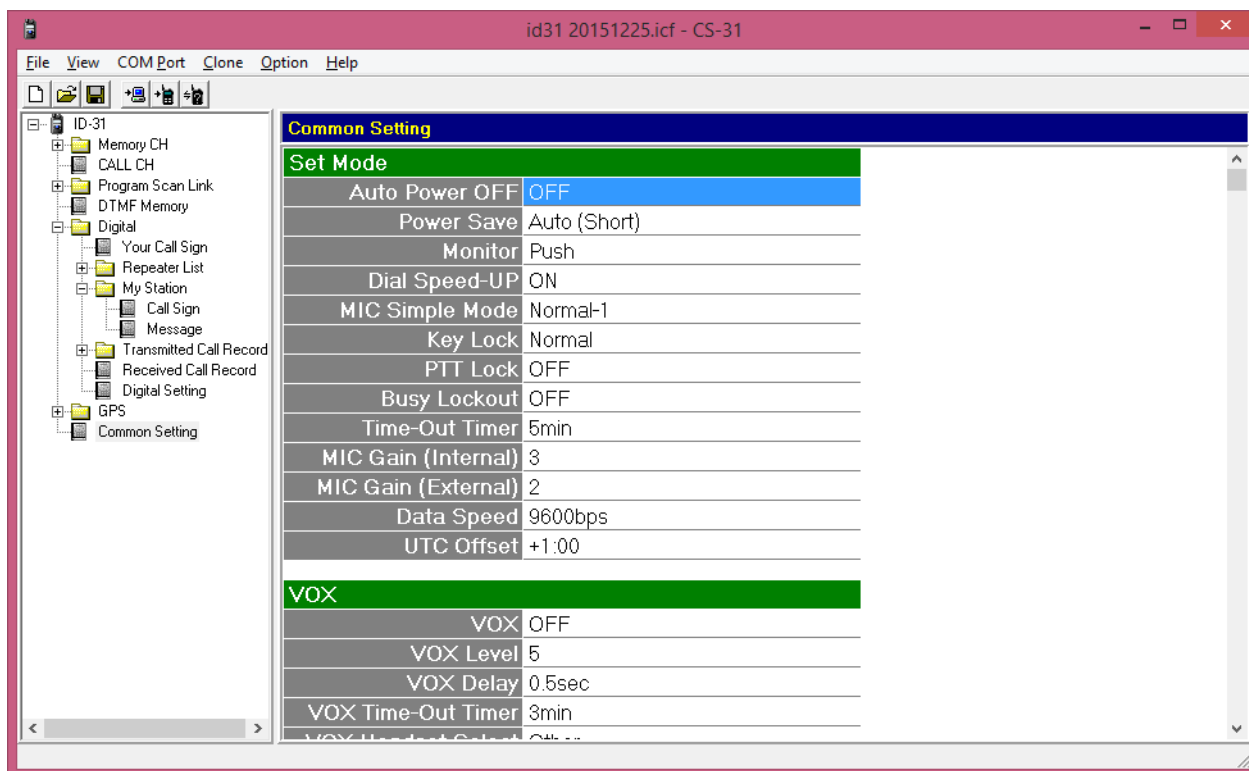 id31 20151225.icf - CS-31
File View COM Port Clone Option Help
ID-31
Memory CH
CALL CH
Program Scan Link
DTMF Memory
Digital
Your Call Sign
Repeater List
My Station
Call Sign
Message
Transmitted Call Record
Received Call Record
Digital Setting
GPS
Common Setting
Common Setting
Set Mode
Auto Power OFF OFF
Power Save Auto (Short)
Monitor Push
Dial Speed-UP ON
MIC Simple Mode Normal-1
Key Lock Normal
PTT Lock OFF
Busy Lockout OFF
Time-Out Timer 5min
MIC Gain (Internal) 3
MIC Gain (External) 2
Data Speed 9600bps
UTC Offset +1:00
VOX
VOX OFF
VOX Level 5
VOX Delay 0.5sec
VOX Time-Out Timer 3min
VOX Headset Select Other